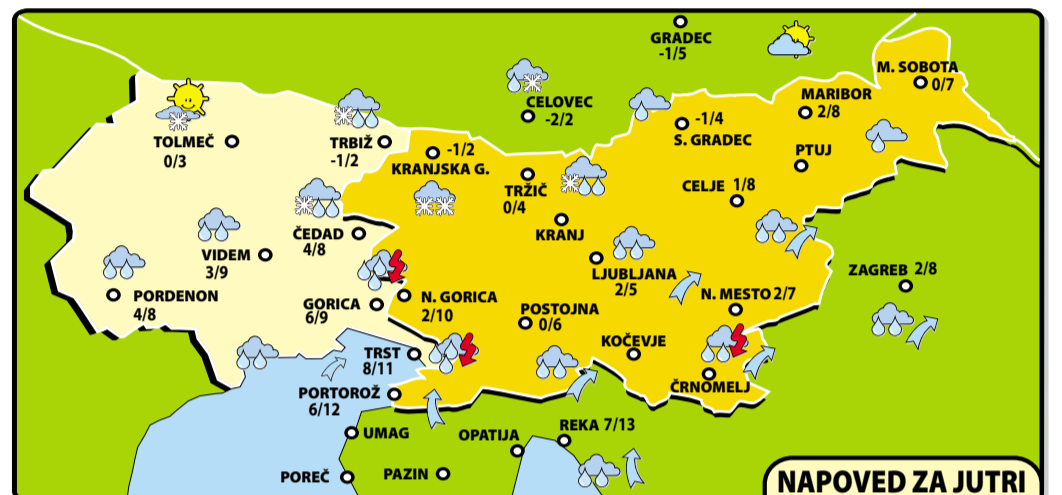 GRADEC
-1/5
M. SOBOTA
0/7
CELOVEC
-2/2
MARIBOR
2/8
-1/4
S. GRADEC
TOLMEČ
0/3
TRBIŽ
-1/2
-1/2
KRANJSKA G.
PTUJ
TRŽIČ
0/4
CELJE 1/8
KRANJ
ČEDAD
4/8
VIDEM
3/9
LJUBLJANA
2/5
ZAGREB 2/8
PORDENON
4/8
GORICA
6/9
N. GORICA
2/10
N. MESTO 2/7
POSTOJNA
0/6
KOČEVJE
TRST
8/11
ČRNOMELJ
PORTOROŽ
6/12
UMAG
OPATIJA
REKA 7/13
POREČ
PAZIN
NAPOVED ZA JUTRI